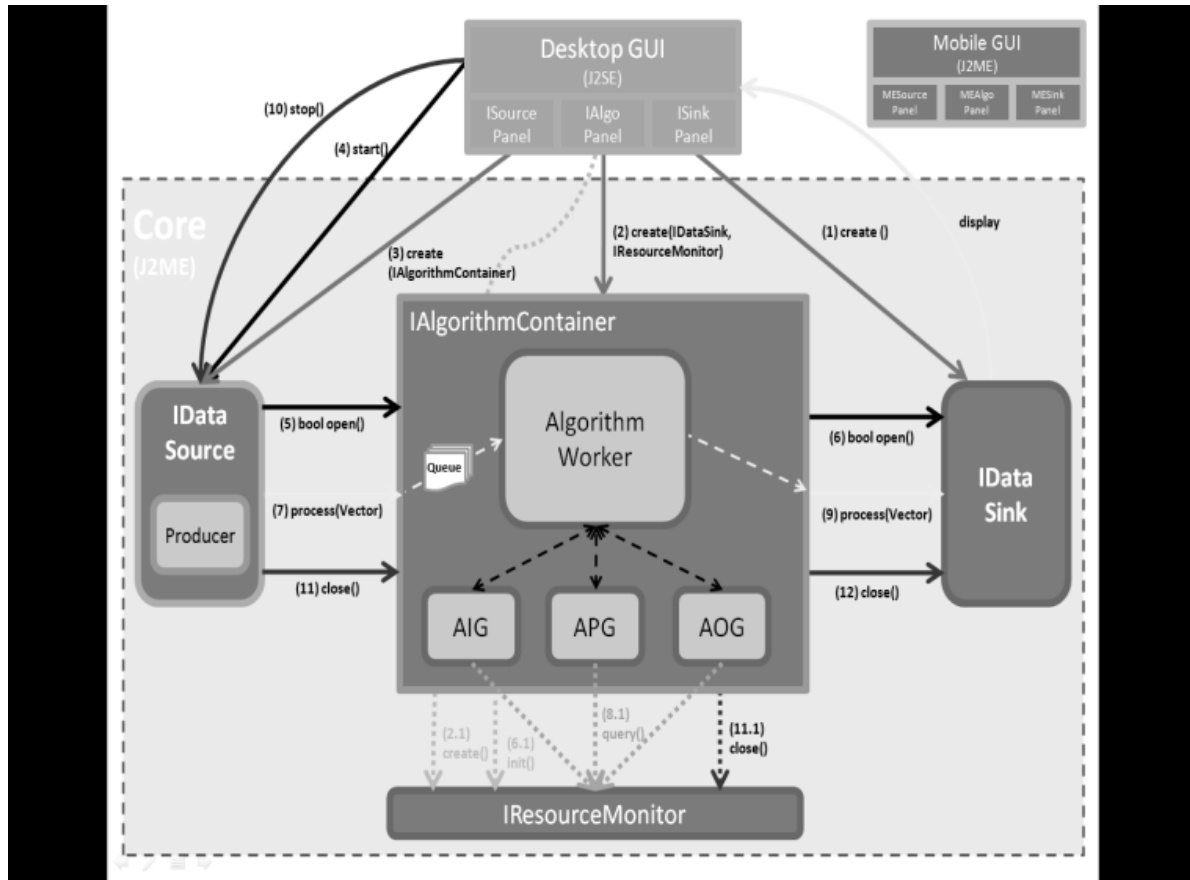 Desktop GUI
(J2SE)
ISource
Panel
IAlgo
Panel
ISink
Panel
Mobile GUI
(J2ME)
MESource
Panel
MEAlgo
Panel
MESink
Panel
(10) stop()
(4) start()
Core
(J2ME)
(3) create
(IAlgorithmContainer)
(2) create(IDataSink,
IResourceMonitor)
(1) create ()
display
IAlgorithmContainer
IData
Source
Producer
(5) bool open()
Queue
(7) process(Vector)
(11) close()
Algorithm
Worker
AIG
APG
AOG
(6) bool open()
(9) process(Vector)
(12) close()
IData
Sink
(2.1)
create()
(6.1)
init()
(8.1)
query()
(11.1)
close()
IResourceMonitor